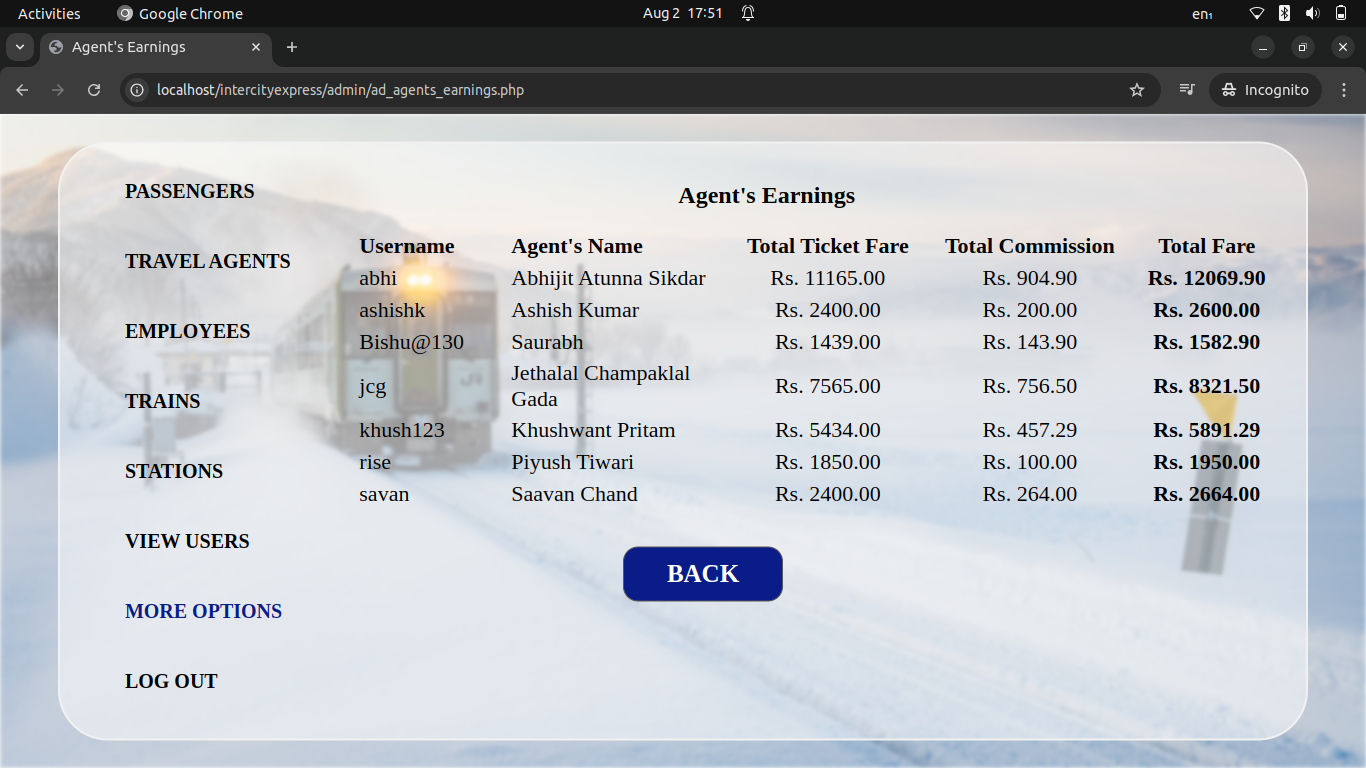 Activities Google Chrome Aug 2 17:51 en₁
Agent's Earnings
localhost/intercityexpress/admin/ad_agents_earnings.php Incognito
PASSENGERS
TRAVEL AGENTS
EMPLOYEES
TRAINS
STATIONS
VIEW USERS
MORE OPTIONS
LOG OUT
Agent's Earnings
Username Agent's Name Total Ticket Fare Total Commission Total Fare
abhi Abhijit Atunna Sikdar Rs. 11165.00 Rs. 904.90 Rs. 12069.90
ashishk Ashish Kumar Rs. 2400.00 Rs. 200.00 Rs. 2600.00
Bishu@130 Saurabh Rs. 1439.00 Rs. 143.90 Rs. 1582.90
jcg Jethalal Champaklal Gada Rs. 7565.00 Rs. 756.50 Rs. 8321.50
khush123 Khushwant Pritam Rs. 5434.00 Rs. 457.29 Rs. 5891.29
rise Piyush Tiwari Rs. 1850.00 Rs. 100.00 Rs. 1950.00
savan Saavan Chand Rs. 2400.00 Rs. 264.00 Rs. 2664.00
BACK